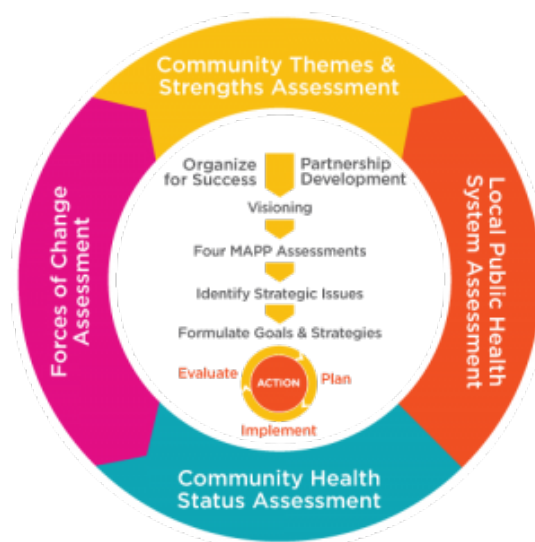 Community Themes &
Strengths Assessment
Local Public Health
System Assessment
Community Health
Status Assessment
Forces of Change
Assessment
Organize
for Success
Partnership
Development
Visioning
Four MAPP Assessments
Identify Strategic Issues
Formulate Goals & Strategies
Evaluate
ACTION
Plan
Implement